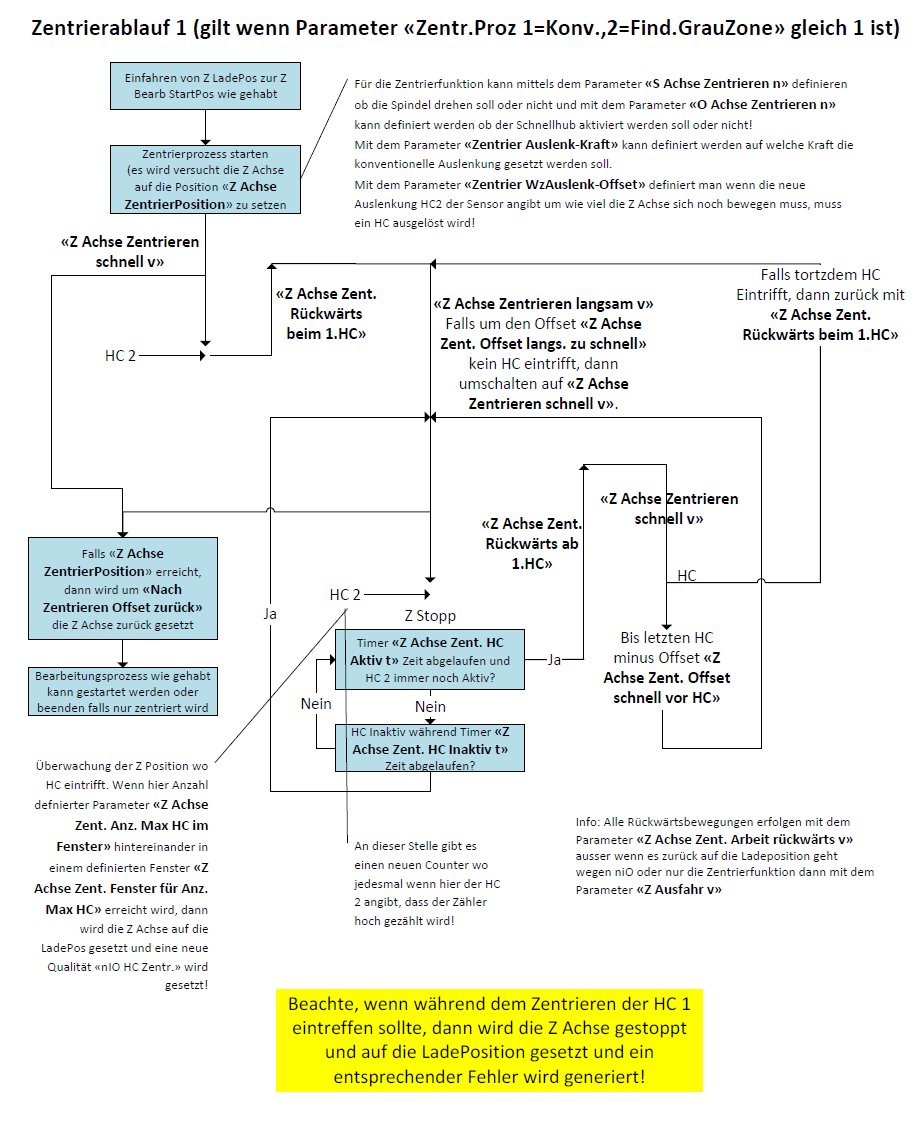 Zentrierablauf 1 (gilt wenn Parameter «Zentr.Proz 1=Konv.,2=Find.GrauZone» gleich 1 ist)
Einfahren von Z LadePos zur Z
Bearb StartPos wie gehabt
Für die Zentrierfunktion kann mittels dem Parameter «S Achse Zentrieren n» definieren
ob die Spindel drehen soll oder nicht und mit dem Parameter «O Achse Zentrieren n»
kann definiert werden ob der Schnellhub aktiviert werden soll oder nicht!
Mit dem Parameter «Zentrier Auslenk-Kraft» kann definiert werden auf welche Kraft die
konventionelle Auslenkung gesetzt werden soll.
Mit dem Parameter «Zentrier WzAuslenk-Offset» definiert man wenn die neue
Auslenkung HC2 der Sensor angibt um wie viel die Z Achse sich noch bewegen muss, muss
ein HC ausgelöst wird!
Zentrierprozess starten
(es wird versucht die Z Achse
auf die Position «Z Achse
ZentrierPosition» zu setzen
«Z Achse Zentrieren
schnell v»
HC 2
«Z Achse Zent.
Rückwärts
beim 1.HC»
«Z Achse Zentrieren langsam v»
Falls um den Offset «Z Achse
Zent. Offset langs. zu schnell»
kein HC eintrifft, dann
umschalten auf «Z Achse
Zentrieren schnell v».
Falls tortzdem HC
Eintrifft, dann zurück mit
«Z Achse Zent.
Rückwärts beim 1.HC»
«Z Achse Zent.
Rückwärts ab
1.HC»
«Z Achse Zentrieren
schnell v»
HC
Falls «Z Achse
ZentrierPosition» erreicht,
dann wird um «Nach
Zentrieren Offset zurück»
die Z Achse zurück gesetzt
Bearbeitungsprozess wie gehabt
kann gestartet werden oder
beenden falls nur zentriert wird
Ja
HC 2
Z Stopp
Timer «Z Achse Zent. HC
Aktiv t» Zeit abgelaufen und
HC 2 immer noch Aktiv?
Ja
Nein
Nein
HC Inaktiv während Timer «Z
Achse Zent. HC Inaktiv t»
Zeit abgelaufen?
Bis letzten HC
minus Offset «Z
Achse Zent. Offset
schnell vor HC»
Überwachung der Z Position wo
HC eintrifft. Wenn hier Anzahl
defnierter Parameter «Z Achse
Zent. Anz. Max HC im
Fenster» hintereinander in
einem definierten Fenster «Z
Achse Zent. Fenster für Anz.
Max HC» erreicht wird, dann
wird die Z Achse auf die
LadePos gesetzt und eine neue
Qualität «nIO HC Zentr.» wird
gesetzt!
An dieser Stelle gibt es
einen neuen Counter wo
jedesmal wenn hier der HC
2 angibt, dass der Zähler
hoch gezählt wird!
Info: Alle Rückwärtsbewegungen erfolgen mit dem
Parameter «Z Achse Zent. Arbeit rückwärts v»
ausser wenn es zurück auf die Ladeposition geht
wegen niO oder nur die Zentrierfunktion dann mit dem
Parameter «Z Ausfahr v»
Beachte, wenn während dem Zentrieren der HC 1
eintreffen sollte, dann wird die Z Achse gestoppt
und auf die LadePosition gesetzt und ein
entsprechender Fehler wird generiert!